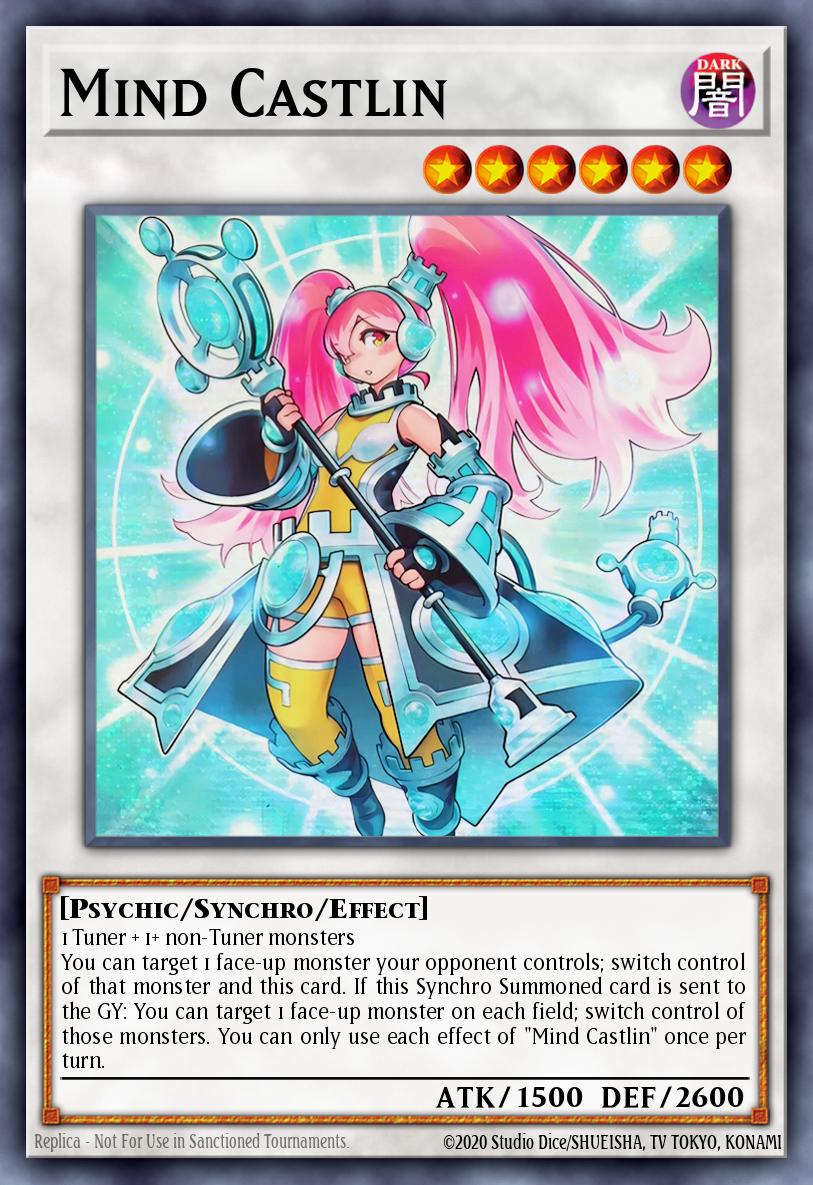 Mind Castlin
DARK
闇
[Psychic/Synchro/Effect]
1 Tuner + 1+ non-Tuner monsters
You can target 1 face-up monster your opponent controls; switch control
of that monster and this card. If this Synchro Summoned card is sent to
the GY: You can target 1 face-up monster on each field; switch control of
those monsters. You can only use each effect of "Mind Castlin" once per
turn.
ATK/1500 DEF/2600
Replica - Not For Use in Sanctioned Tournaments.
©2020 Studio Dice/SHUEISHA, TV TOKYO, KONAMI